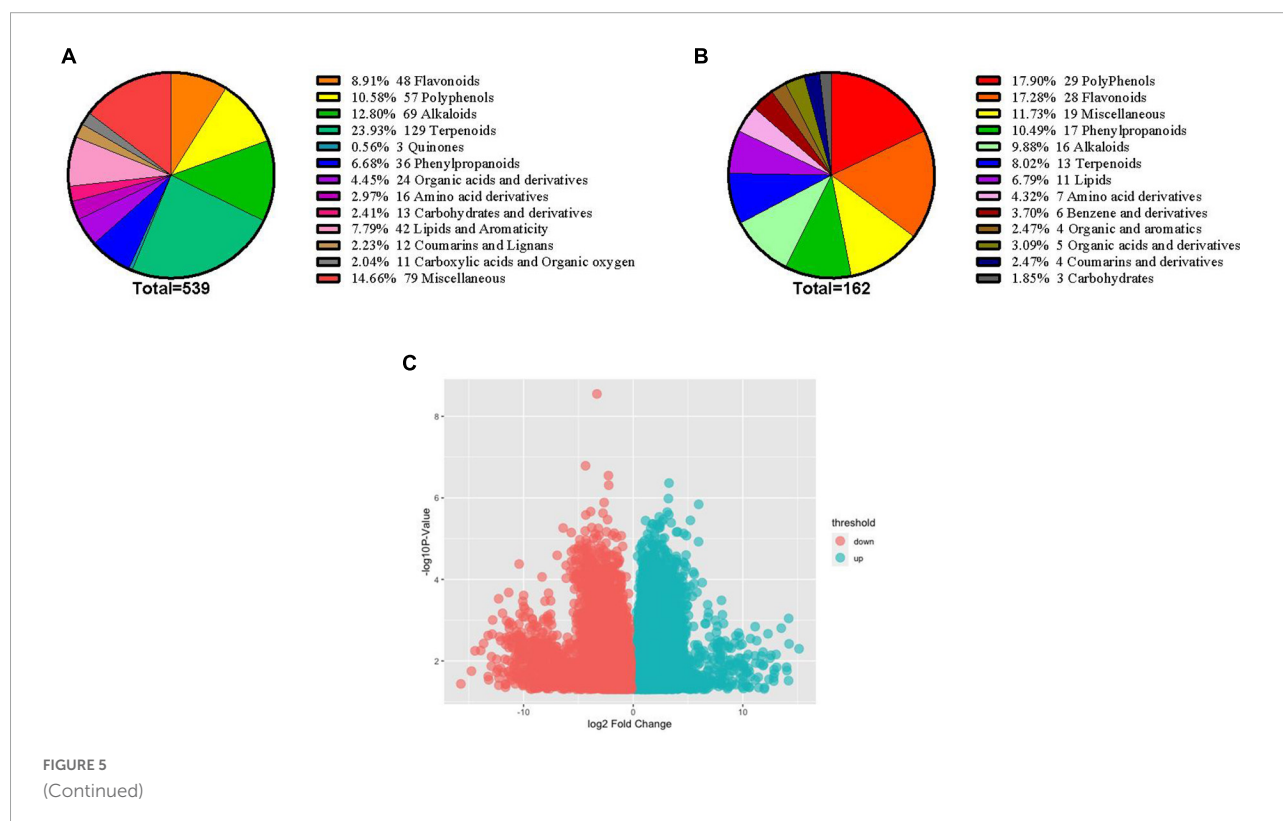 A
8.91% 48 Flavonoids
10.58% 57 Polyphenols
12.80% 69 Alkaloids
23.93% 129 Terpenoids
0.56% 3 Quinones
6.68% 36 Phenylpropanoids
4.45% 24 Organic acids and derivatives
2.97% 16 Amino acid derivatives
2.41% 13 Carbohydrates and derivatives
7.79% 42 Lipids and Aromaticity
2.23% 12 Coumarins and Lignans
2.04% 11 Carboxylic acids and Organic oxygen
14.66% 79 Miscellaneous
Total=539
B
17.90% 29 PolyPhenols
17.28% 28 Flavonoids
11.73% 19 Miscellaneous
10.49% 17 Phenylpropanoids
9.88% 16 Alkaloids
8.02% 13 Terpenoids
6.79% 11 Lipids
4.32% 7 Amino acid derivatives
3.70% 6 Benzene and derivatives
2.47% 4 Organic and aromatics
3.09% 5 Organic acids and derivatives
2.47% 4 Coumarins and derivatives
1.85% 3 Carbohydrates
Total=162
C
-log10P-Value
8
6
4
2
-10 0 10
log2 Fold Change
threshold
down
up
FIGURE 5
(Continued)